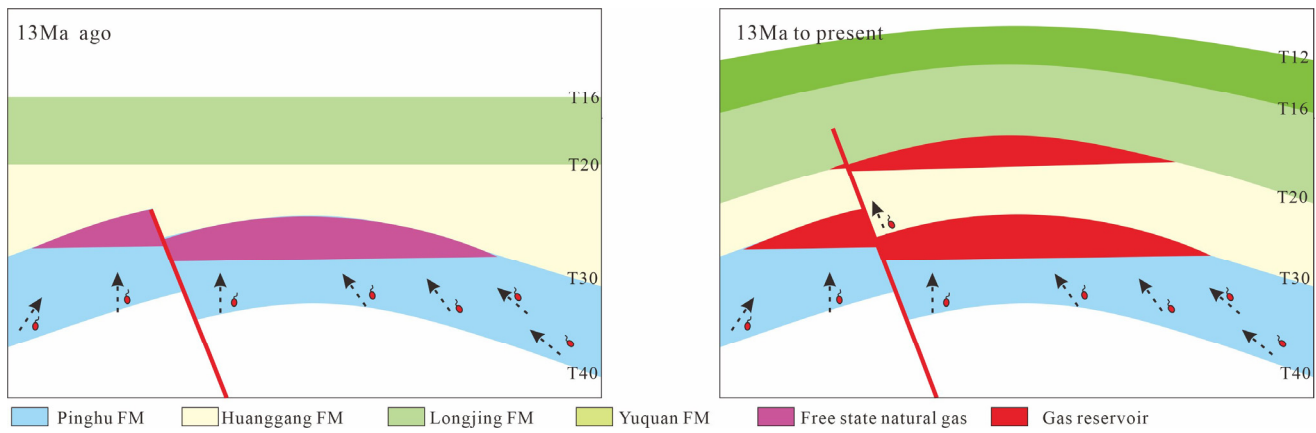 13Ma ago
T16
T20
T30
T40
13Ma to present
T12
T16
T20
T30
T40
Pinghu FM
Huanggang FM
Longjing FM
Yuquan FM
Free state natural gas
Gas reservoir